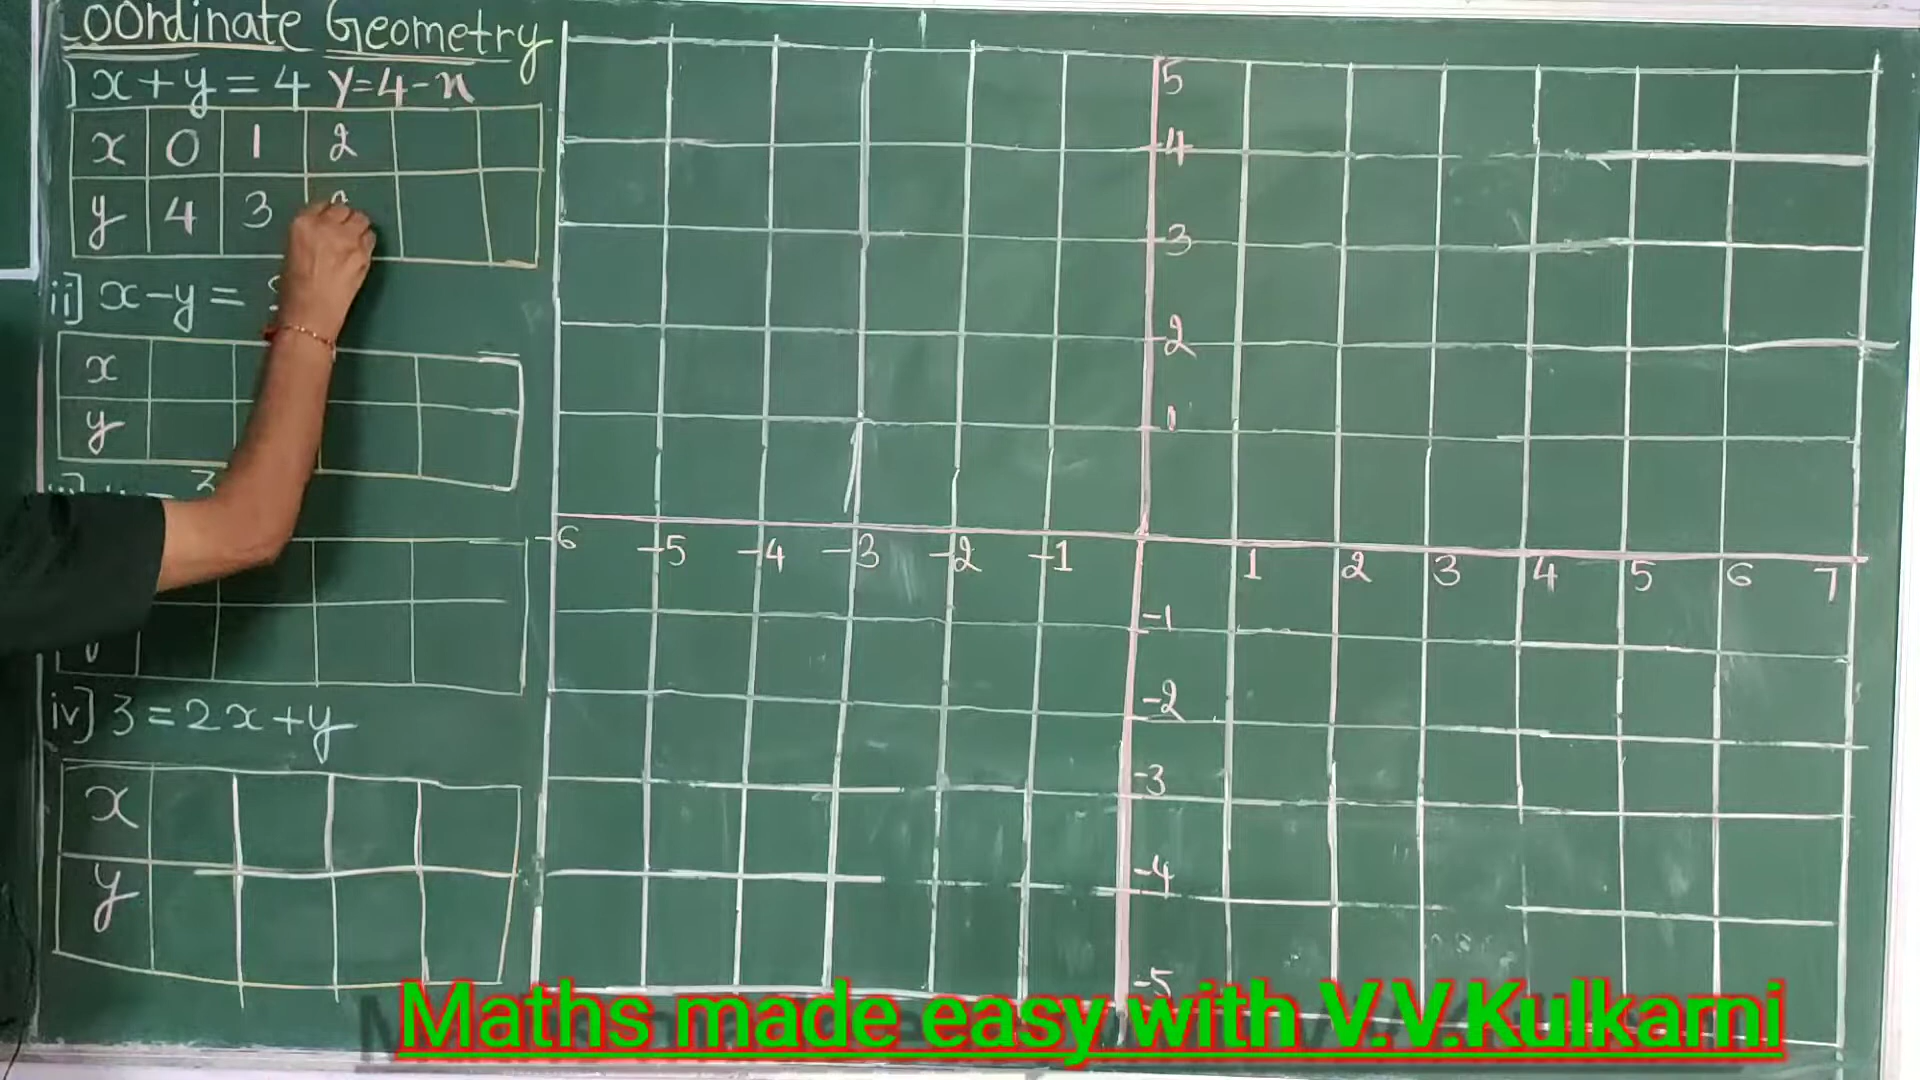 Coordinate Geometry
i] x+y=4 y=4-x
x 0 1 2
y 4 3
ii] x-y=
x
y
3
iv] 3=2x+y
x
y
5
4
3
2
1
-6 -5 -4 -3 -2 -1 1 2 3 4 5 6 7
-1
-2
-3
-4
-5
Maths made easy with V.V.Kulkarni